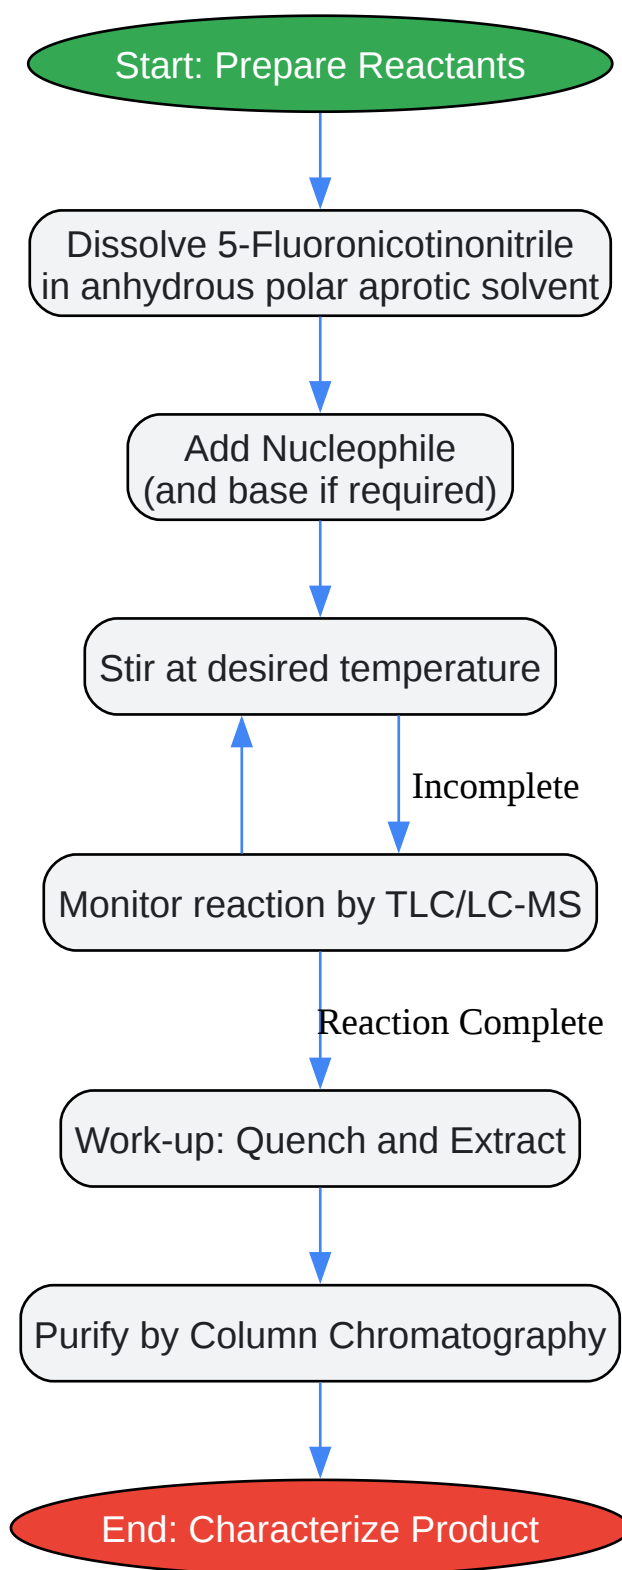 Start: Prepare Reactants
Dissolve 5-Fluoronicotinonitrile
in anhydrous polar aprotic solvent
Add Nucleophile
(and base if required)
Stir at desired temperature
Incomplete
Monitor reaction by TLC/LC-MS
Reaction Complete
Work-up: Quench and Extract
Purify by Column Chromatography
End: Characterize Product